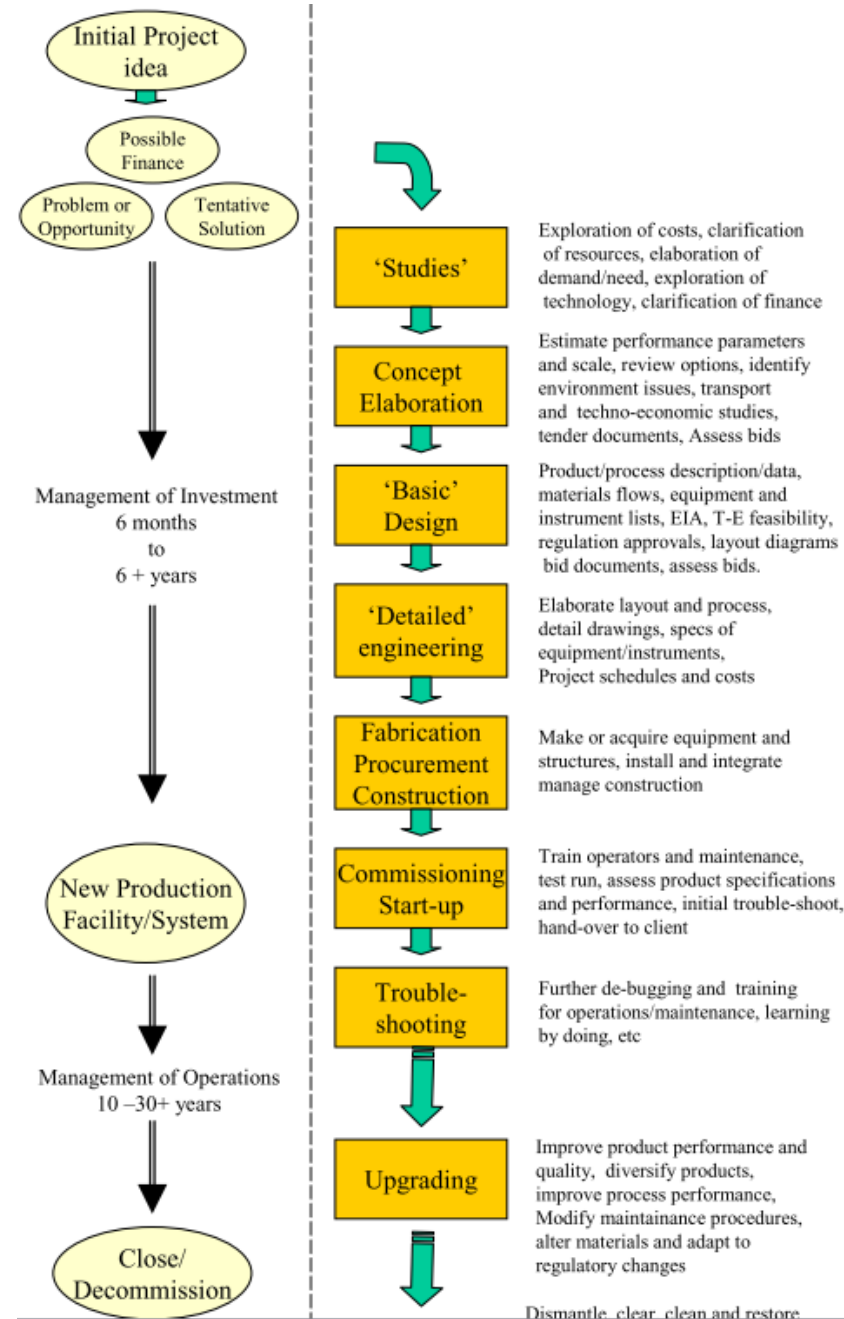 Initial Project
idea
Possible
Finance
Problem or
Opportunity
Tentative
Solution
Management of Investment
6 months
to
6 + years
New Production
Facility/System
Management of Operations
10 –30+ years
Close/
Decommission
‘Studies’
Exploration of costs, clarification
of resources, elaboration of
demand/need, exploration of
technology, clarification of finance
Concept
Elaboration
Estimate performance parameters
and scale, review options, identify
environment issues, transport
and techno-economic studies,
tender documents, Assess bids
‘Basic’
Design
Product/process description/data,
materials flows, equipment and
instrument lists, EIA, T-E feasibility,
regulation approvals, layout diagrams
bid documents, assess bids.
‘Detailed’
engineering
Elaborate layout and process,
detail drawings, specs of
equipment/instruments,
Project schedules and costs
Fabrication
Procurement
Construction
Make or acquire equipment and
structures, install and integrate
manage construction
Commissioning
Start-up
Train operators and maintenance,
test run, assess product specifications
and performance, initial trouble-shoot,
hand-over to client
Trouble-
shooting
Further de-bugging and training
for operations/maintenance, learning
by doing, etc
Upgrading
Improve product performance and
quality, diversify products,
improve process performance,
Modify maintainance procedures,
alter materials and adapt to
regulatory changes
Dismantle, clear, clean and restore